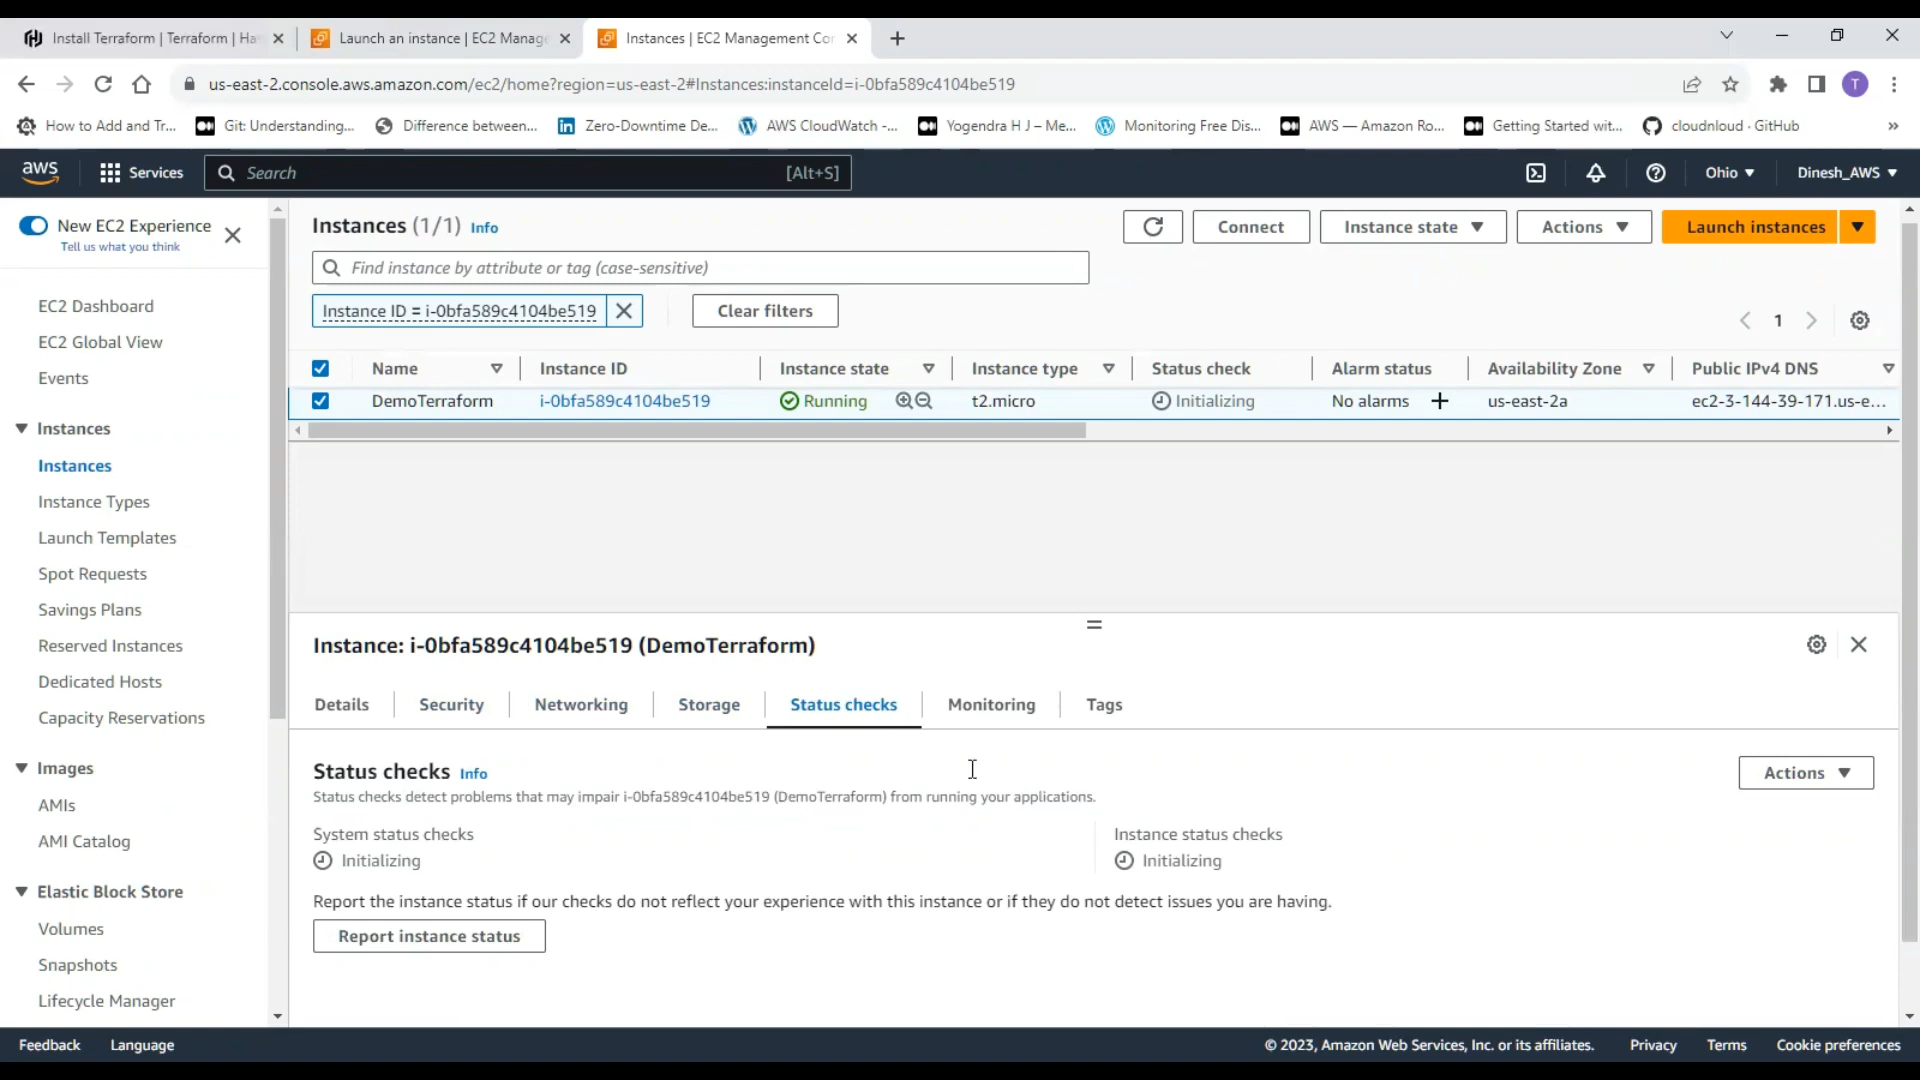 Install Terraform | Terraform | Ha
Launch an instance | EC2 Manag
Instances | EC2 Management Co
us-east-2.console.aws.amazon.com/ec2/home?region=us-east-2#Instances:instanceId=i-0bfa589c4104be519
T
How to Add and Tr...
Git: Understanding...
Difference between...
Zero-Downtime De...
AWS CloudWatch -...
Yogendra H J – Me...
Monitoring Free Dis...
AWS — Amazon Ro...
Getting Started wit...
cloudnloud · GitHub
»
aws
Services
Search
[Alt+S]
Ohio
Dinesh_AWS
New EC2 Experience
Tell us what you think
EC2 Dashboard
EC2 Global View
Events
Instances
Instances
Instance Types
Launch Templates
Spot Requests
Savings Plans
Reserved Instances
Dedicated Hosts
Capacity Reservations
Images
AMIs
AMI Catalog
Elastic Block Store
Volumes
Snapshots
Lifecycle Manager
Instances (1/1) Info
Connect
Instance state
Actions
Launch instances
Find instance by attribute or tag (case-sensitive)
Instance ID = i-0bfa589c4104be519
Clear filters
1
Name
Instance ID
Instance state
Instance type
Status check
Alarm status
Availability Zone
Public IPv4 DNS
DemoTerraform
i-0bfa589c4104be519
Running
t2.micro
Initializing
No alarms
us-east-2a
ec2-3-144-39-171.us-e...
Instance: i-0bfa589c4104be519 (DemoTerraform)
Details
Security
Networking
Storage
Status checks
Monitoring
Tags
Status checks Info
Actions
Status checks detect problems that may impair i-0bfa589c4104be519 (DemoTerraform) from running your applications.
System status checks
Initializing
Instance status checks
Initializing
Report the instance status if our checks do not reflect your experience with this instance or if they do not detect issues you are having.
Report instance status
Feedback
Language
© 2023, Amazon Web Services, Inc. or its affiliates.
Privacy
Terms
Cookie preferences